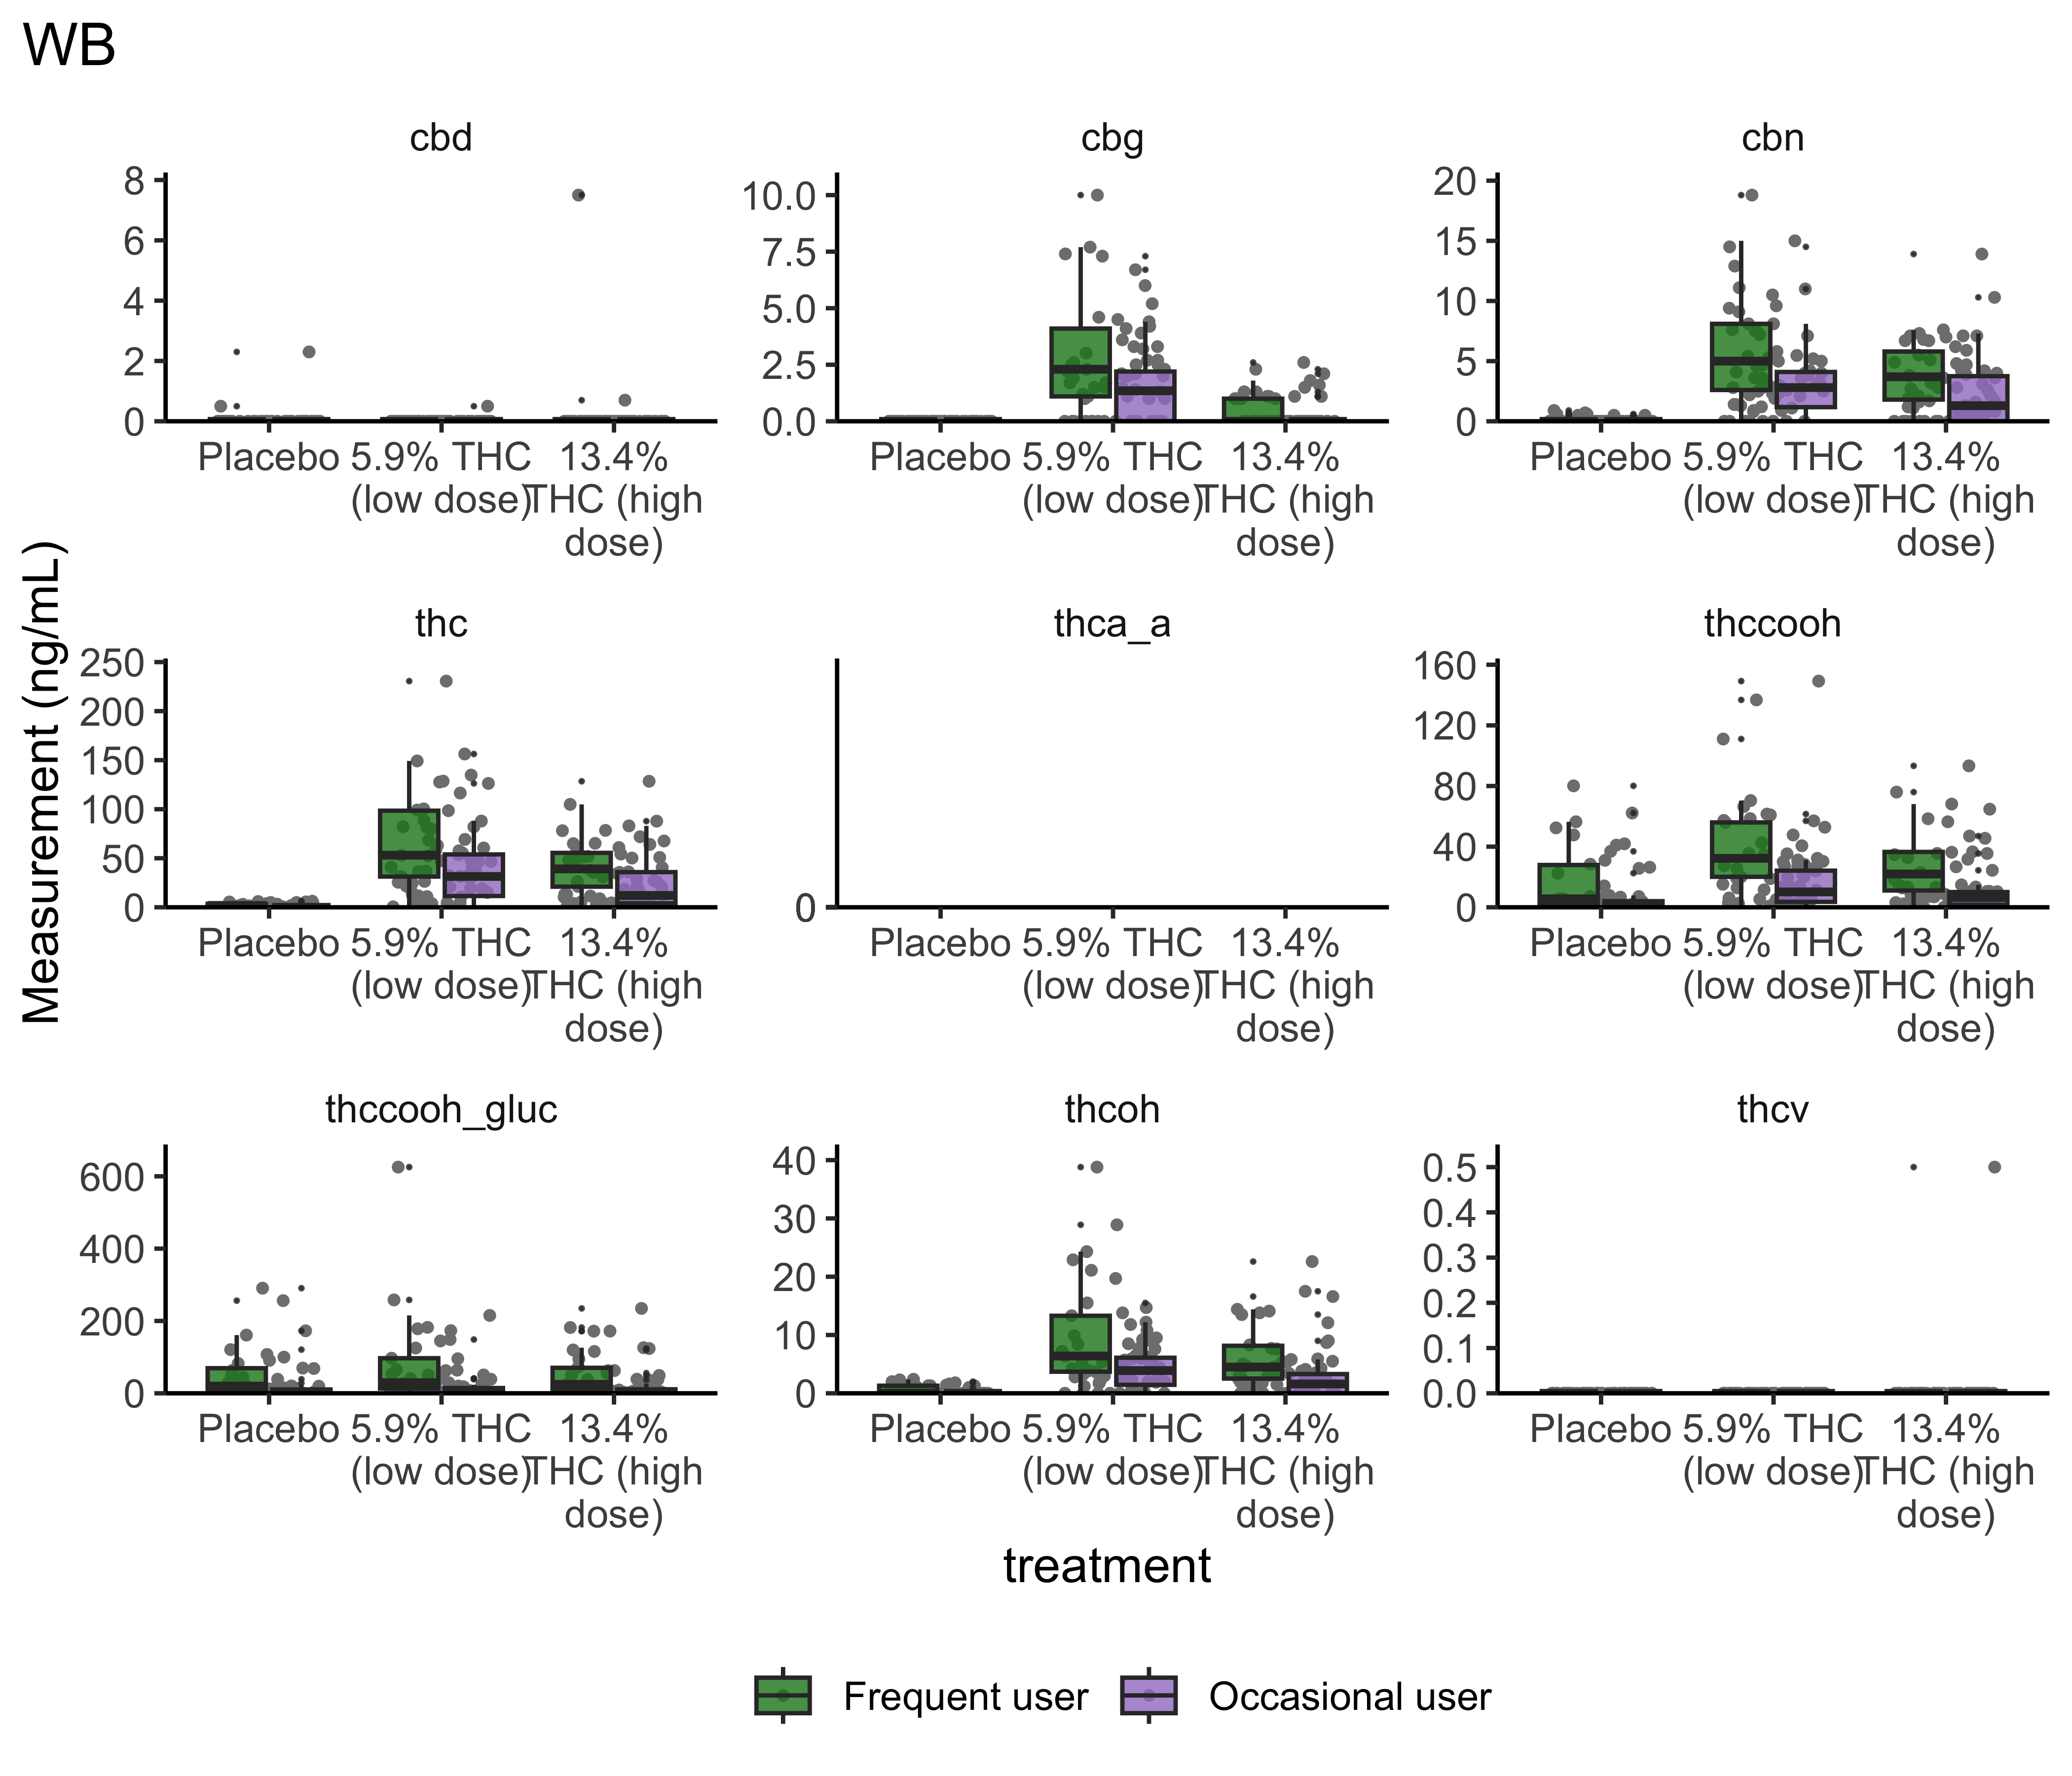 WB
cbd
cbg
cbn
8
6
4
2
0
10.0
7.5
5.0
2.5
0.0
20
15
10
5
0
Placebo 5.9% THC 13.4%
(low dose) THC (high
dose)
Placebo 5.9% THC 13.4%
(low dose) THC (high
dose)
Placebo 5.9% THC 13.4%
(low dose) THC (high
dose)
Measurement (ng/mL)
thc
thca_a
thccooh
250
200
150
100
50
0
0
160
120
80
40
0
Placebo 5.9% THC 13.4%
(low dose) THC (high
dose)
Placebo 5.9% THC 13.4%
(low dose) THC (high
dose)
Placebo 5.9% THC 13.4%
(low dose) THC (high
dose)
thccooh_gluc
thcoh
thcv
600
400
200
0
40
30
20
10
0
0.5
0.4
0.3
0.2
0.1
0.0
Placebo 5.9% THC 13.4%
(low dose) THC (high
dose)
Placebo 5.9% THC 13.4%
(low dose) THC (high
dose)
Placebo 5.9% THC 13.4%
(low dose) THC (high
dose)
treatment
Frequent user
Occasional user